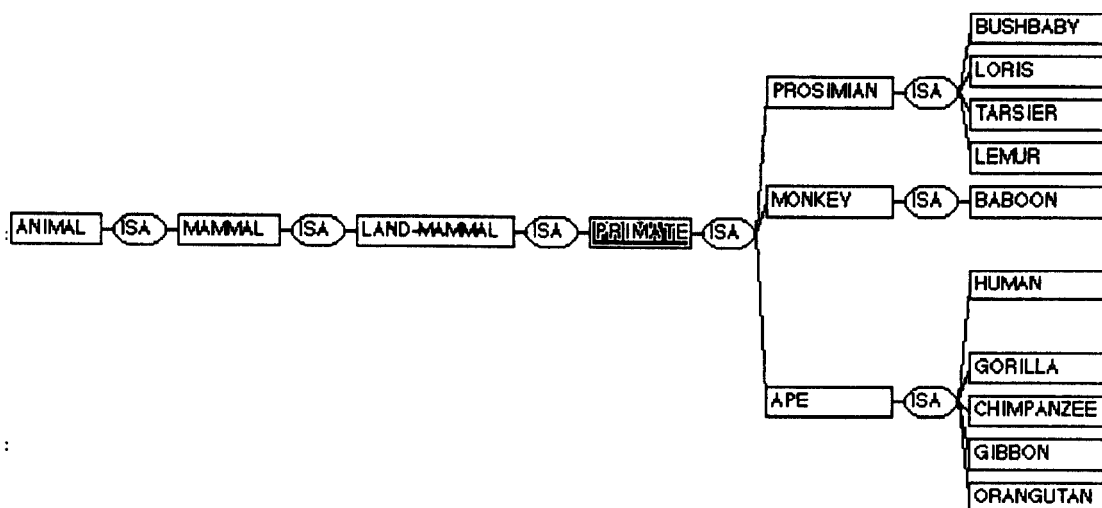 BUSHBABY
LORIS
PROSIMIAN ISA
TARSIER
LEMUR
MONKEY ISA BABOON
: ANIMAL ISA MAMMAL ISA LAND-MAMMAL ISA PRIMATE ISA
HUMAN
GORILLA
APE ISA CHIMPANZEE
:
GIBBON
ORANGUTAN